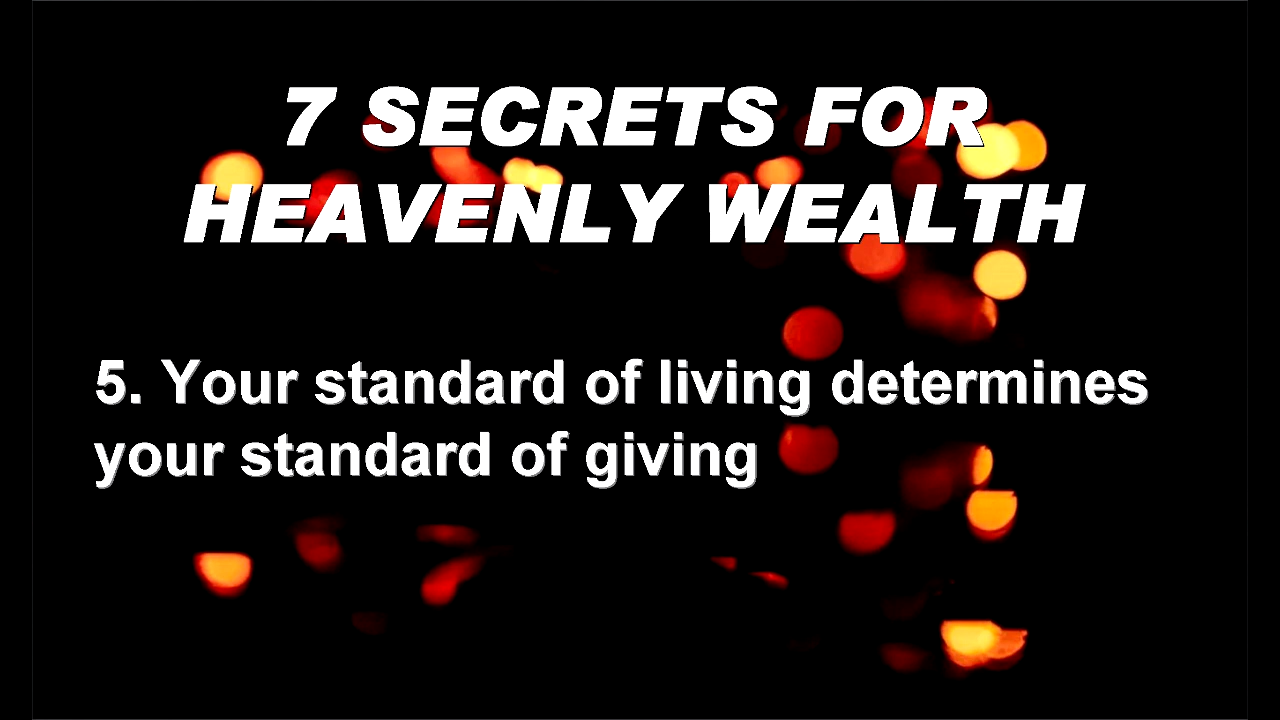 7 SECRETS FOR
HEAVENLY WEALTH
5. Your standard of living determines
your standard of giving